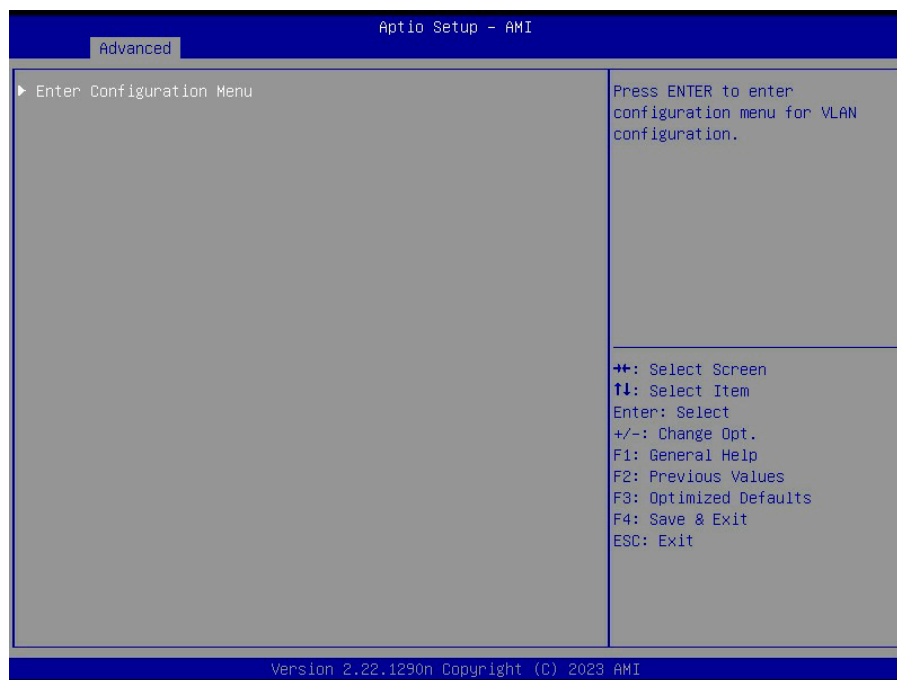 Aptio Setup – AMI
Advanced
▶ Enter Configuration Menu
Press ENTER to enter
configuration menu for VLAN
configuration.
→←: Select Screen
↑↓: Select Item
Enter: Select
+/-: Change Opt.
F1: General Help
F2: Previous Values
F3: Optimized Defaults
F4: Save & Exit
ESC: Exit
Version 2.22.1290n Copyright (C) 2023 AMI